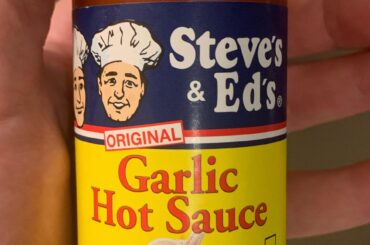 Steve's
& Ed's®
ORIGINAL
Garlic
Hot Sauce